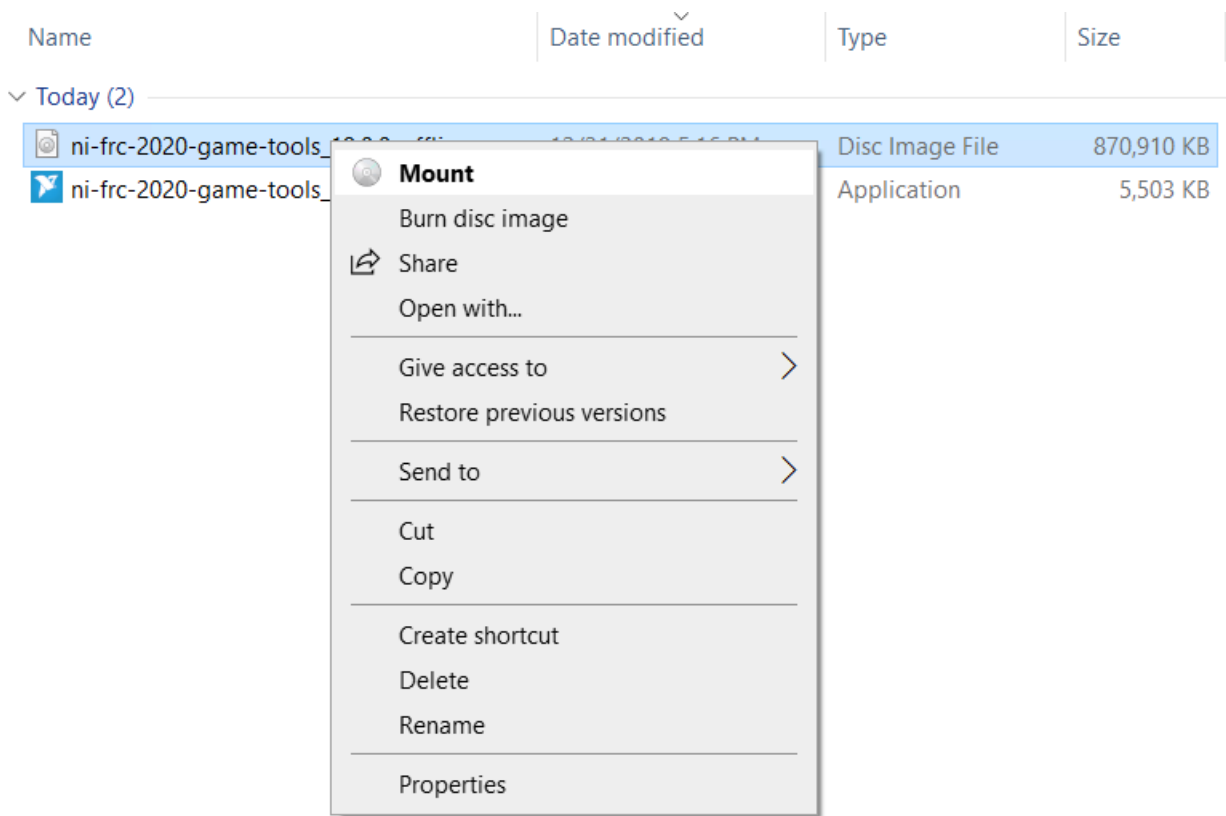 Name Date modified Type Size
Today (2)
ni-frc-2020-game-tools_ Disc Image File 870,910 KB
ni-frc-2020-game-tools_ Application 5,503 KB
Mount
Burn disc image
Share
Open with...
Give access to
Restore previous versions
Send to
Cut
Copy
Create shortcut
Delete
Rename
Properties